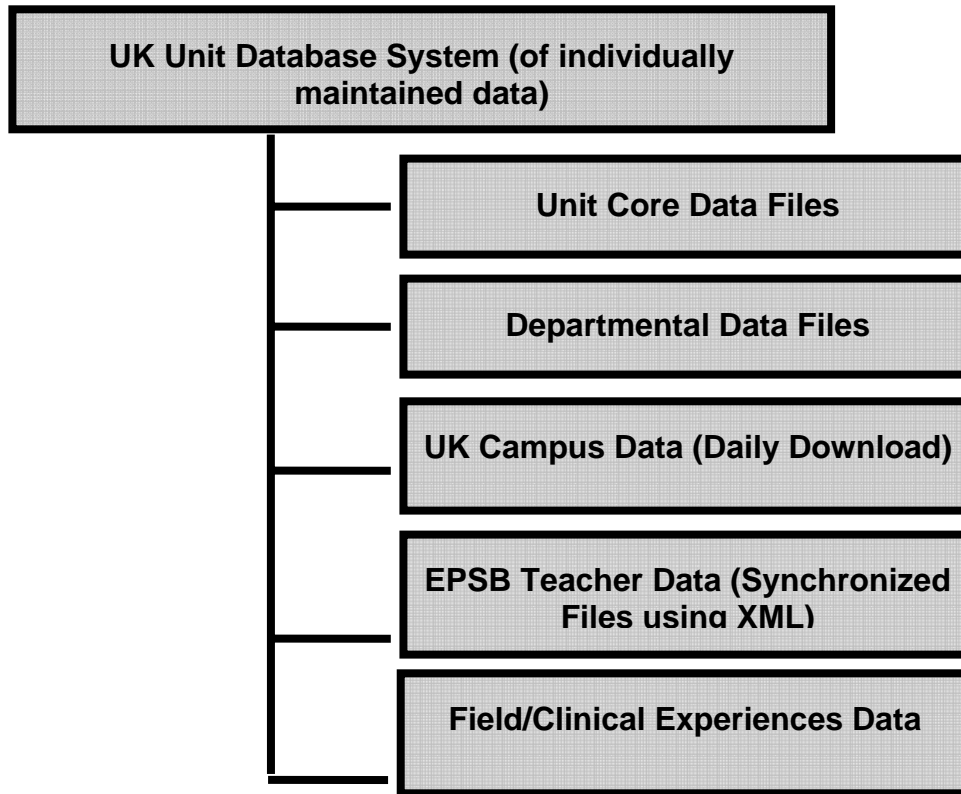 UK Unit Database System (of individually
maintained data)
Unit Core Data Files
Departmental Data Files
UK Campus Data (Daily Download)
EPSB Teacher Data (Synchronized
Files using XML)
Field/Clinical Experiences Data